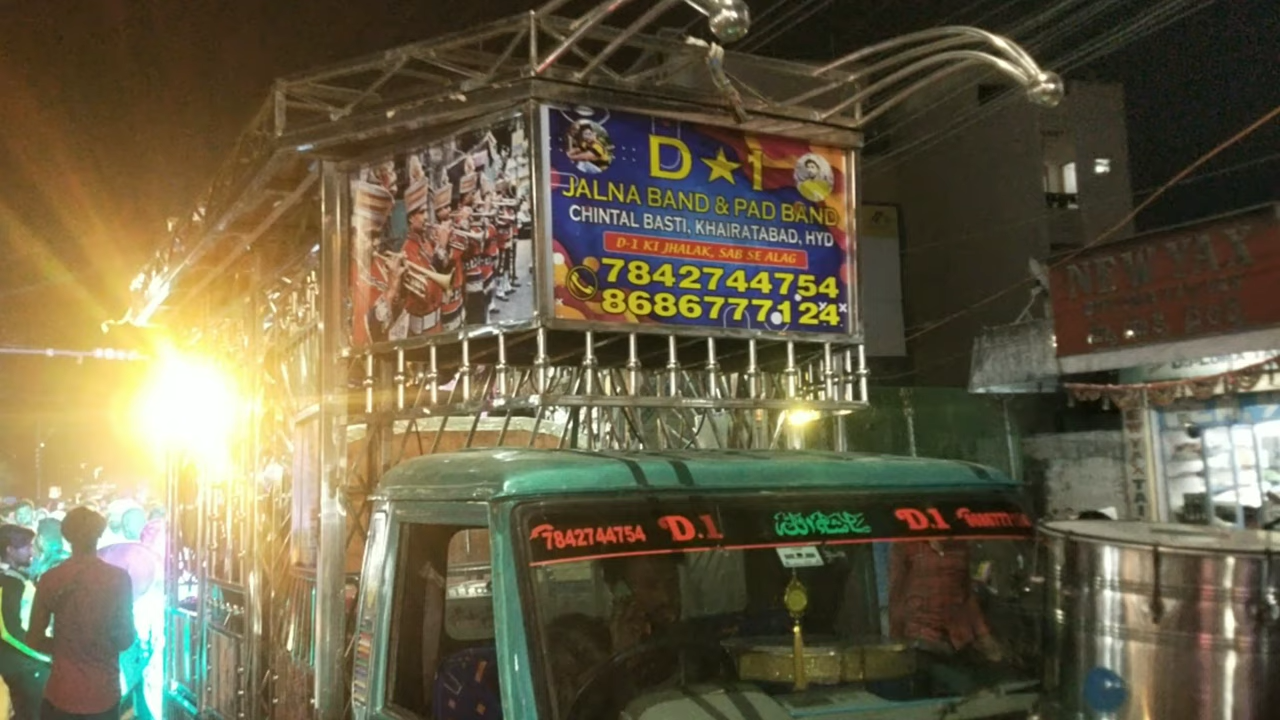 D★1
JALNA BAND & PAD BAND
CHINTAL BASTI, KHAIRATABAD, HYD
D-1 KI JHALAK, SAB SE ALAG
7842744754
8686777124
7842744754 D.1
D.1
NEW